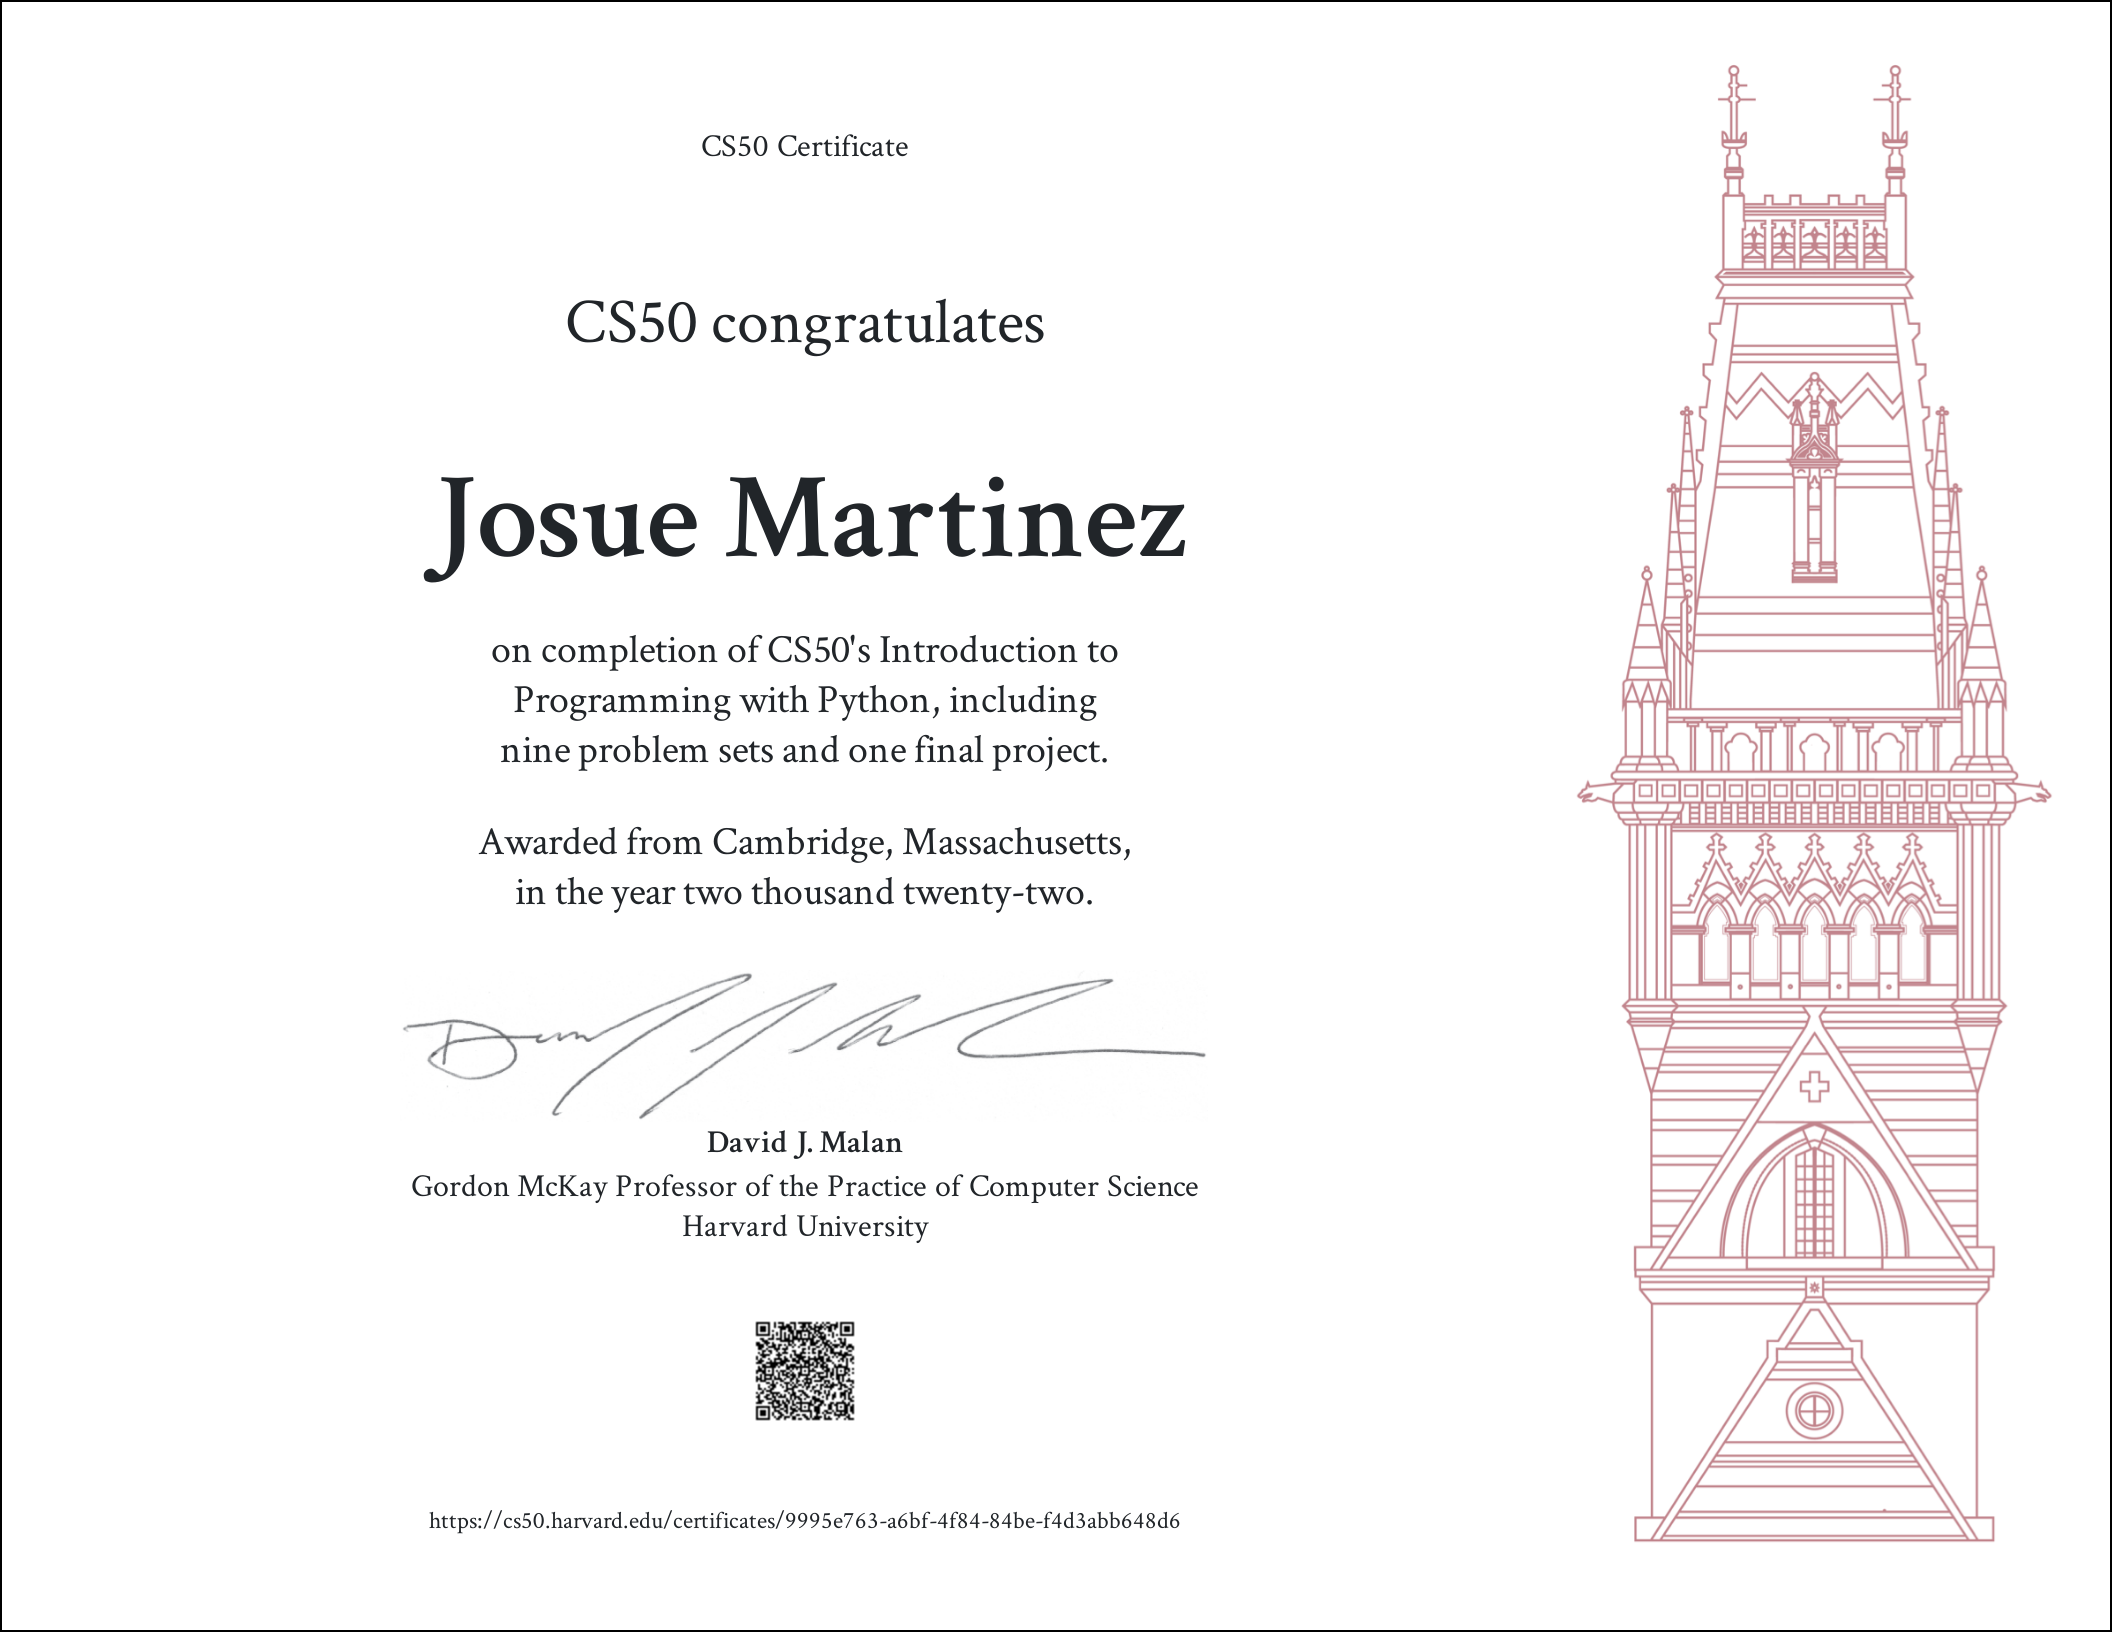 CS50 Certificate
CS50 congratulates
Josue Martinez
on completion of CS50's Introduction to
Programming with Python, including
nine problem sets and one final project.
Awarded from Cambridge, Massachusetts,
in the year two thousand twenty-two.
David J. Malan
Gordon McKay Professor of the Practice of Computer Science
Harvard University
https://cs50.harvard.edu/certificates/9995e763-a6bf-4f84-84be-f4d3abb648d6